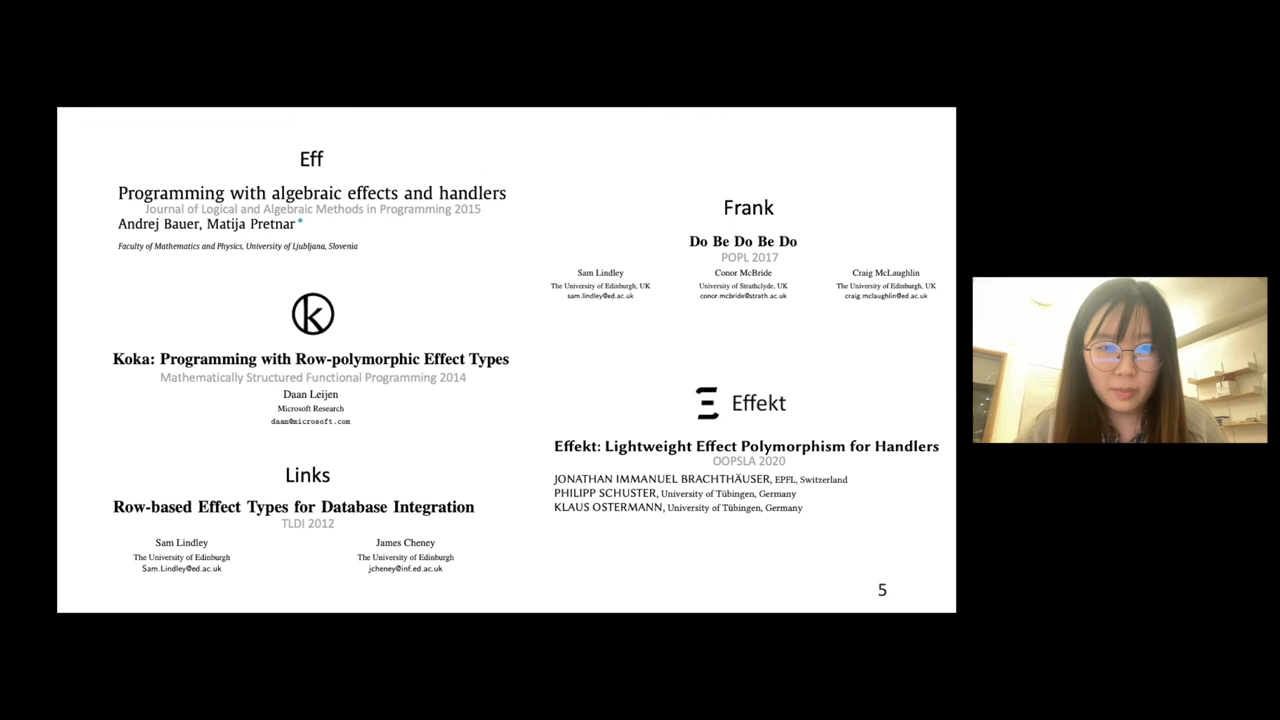 Eff
Programming with algebraic effects and handlers
Journal of Logical and Algebraic Methods in Programming 2015
Andrej Bauer, Matija Pretnar*
Faculty of Mathematics and Physics, University of Ljubljana, Slovenia
k
Koka: Programming with Row-polymorphic Effect Types
Mathematically Structured Functional Programming 2014
Daan Leijen
Microsoft Research
daan@microsoft.com
Links
Row-based Effect Types for Database Integration
TLDI 2012
Sam Lindley
The University of Edinburgh
Sam.Lindley@ed.ac.uk
James Cheney
The University of Edinburgh
jcheney@inf.ed.ac.uk
Frank
Do Be Do Be Do
POPL 2017
Sam Lindley
The University of Edinburgh, UK
sam.lindley@ed.ac.uk
Conor McBride
University of Strathclyde, UK
conor.mcbride@strath.ac.uk
Craig McLaughlin
The University of Edinburgh, UK
craig.mclaughlin@ed.ac.uk
Effekt
Effekt: Lightweight Effect Polymorphism for Handlers
OOPSLA 2020
JONATHAN IMMANUEL BRACHTHÄUSER, EPFL, Switzerland
PHILIPP SCHUSTER, University of Tübingen, Germany
KLAUS OSTERMANN, University of Tübingen, Germany
5